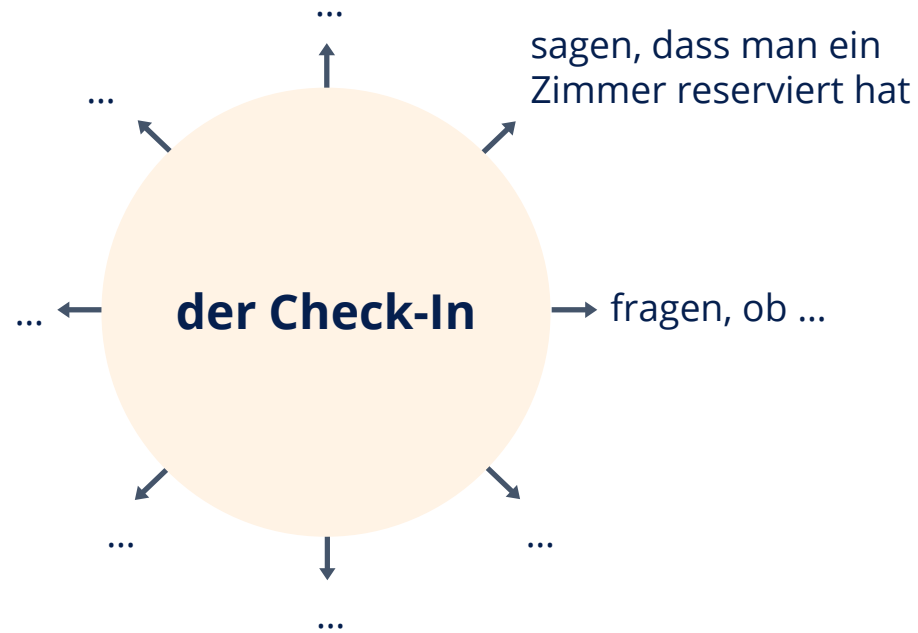 ...
sagen, dass man ein
Zimmer reserviert hat
...
der Check-In
fragen, ob ...
...
...
...
...